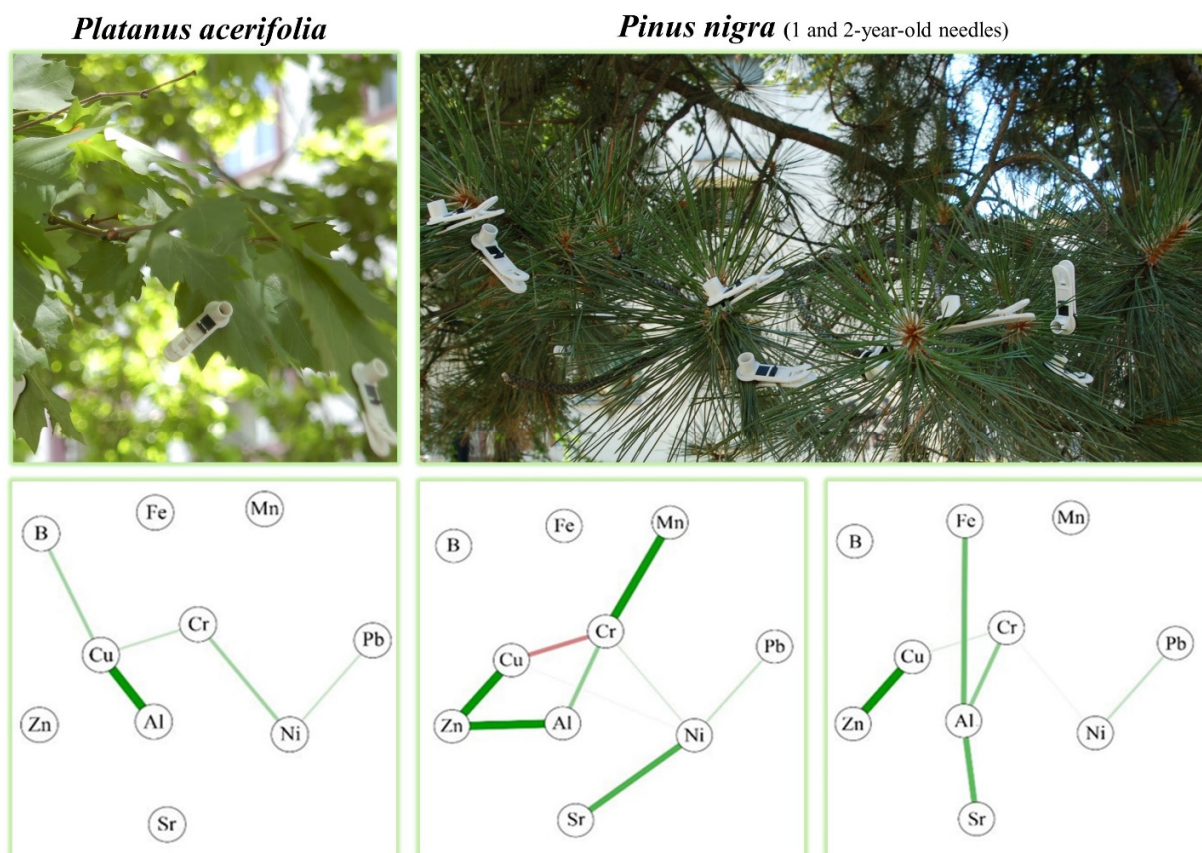 Platanus acerifolia
Pinus nigra (1 and 2-year-old needles)
Fe
Mn
B
Cr
Cu
Pb
Zn
Al
Ni
Sr
Mn
Fe
B
Cr
Cu
Pb
Zn
Al
Ni
Sr
Fe
Mn
B
Cr
Cu
Pb
Zn
Al
Ni
Sr